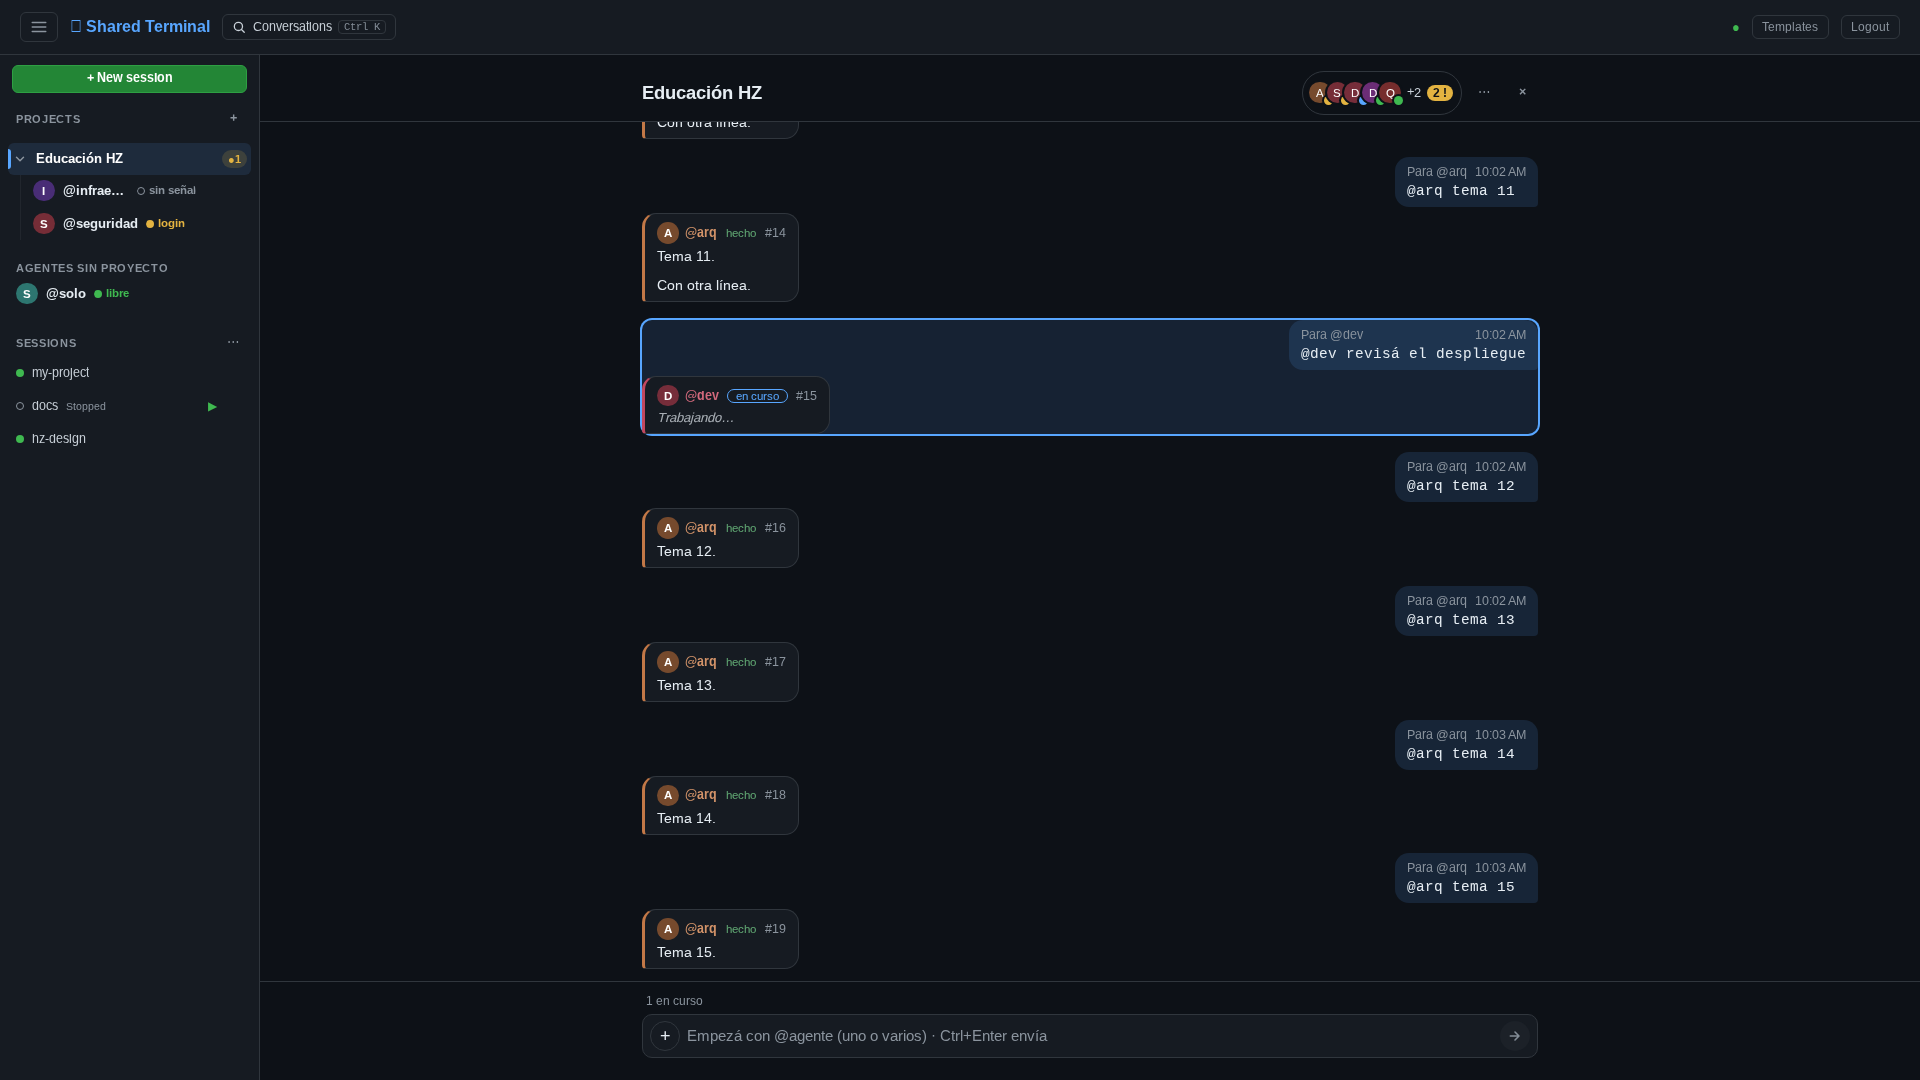 Shared Terminal
Conversations Ctrl K
Templates
Logout
+ New session
PROJECTS +
Educación HZ ●1
I @infrae… sin señal
S @seguridad login
AGENTES SIN PROYECTO
S @solo libre
SESSIONS ...
my-project
docs Stopped
hz-design
Educación HZ
A S D D Q +2 2 !
... ×
Con otra línea.
Para @arq 10:02 AM
@arq tema 11
A @arq hecho #14
Tema 11.
Con otra línea.
Para @dev 10:02 AM
@dev revisá el despliegue
D @dev en curso #15
Trabajando…
Para @arq 10:02 AM
@arq tema 12
A @arq hecho #16
Tema 12.
Para @arq 10:02 AM
@arq tema 13
A @arq hecho #17
Tema 13.
Para @arq 10:03 AM
@arq tema 14
A @arq hecho #18
Tema 14.
Para @arq 10:03 AM
@arq tema 15
A @arq hecho #19
Tema 15.
1 en curso
+ Empezá con @agente (uno o varios) · Ctrl+Enter envía